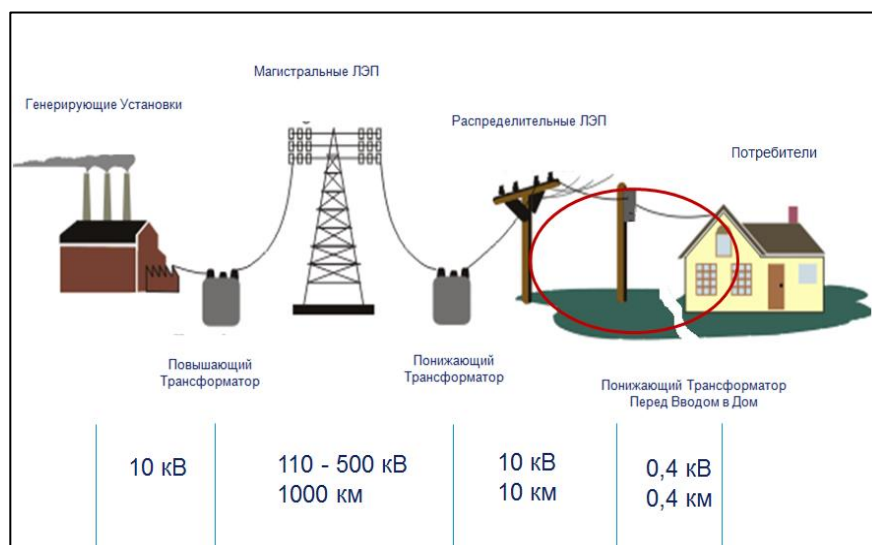 Магистральные ЛЭП
Генерирующие Установки
Распределительные ЛЭП
Потребители
Повышающий
Трансформатор
Понижающий
Трансформатор
Понижающий Трансформатор
Перед Вводом в Дом
10 кВ
110 - 500 кВ
1000 км
10 кВ
10 км
0,4 кВ
0,4 км